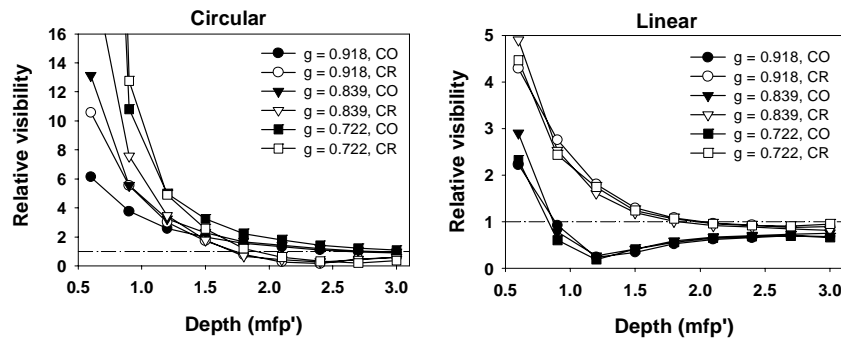 Circular
Relative visibility
16
14
12
10
8
6
4
2
0
g = 0.918, CO
g = 0.918, CR
g = 0.839, CO
g = 0.839, CR
g = 0.722, CO
g = 0.722, CR
0.5 1.0 1.5 2.0 2.5 3.0
Depth (mfp')
Linear
Relative visibility
5
4
3
2
1
0
g = 0.918, CO
g = 0.918, CR
g = 0.839, CO
g = 0.839, CR
g = 0.722, CO
g = 0.722, CR
0.5 1.0 1.5 2.0 2.5 3.0
Depth (mfp')